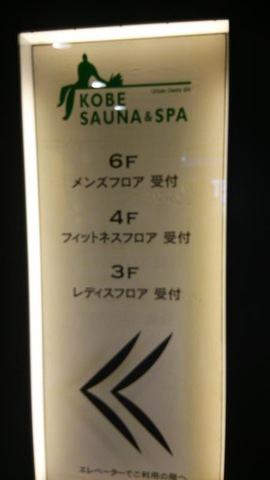 KOBE
SAUNA & SPA
6F
メンズフロア 受付
4F
フィットネスフロア 受付
3F
レディスフロア 受付
エレベーターでご利用の階へ